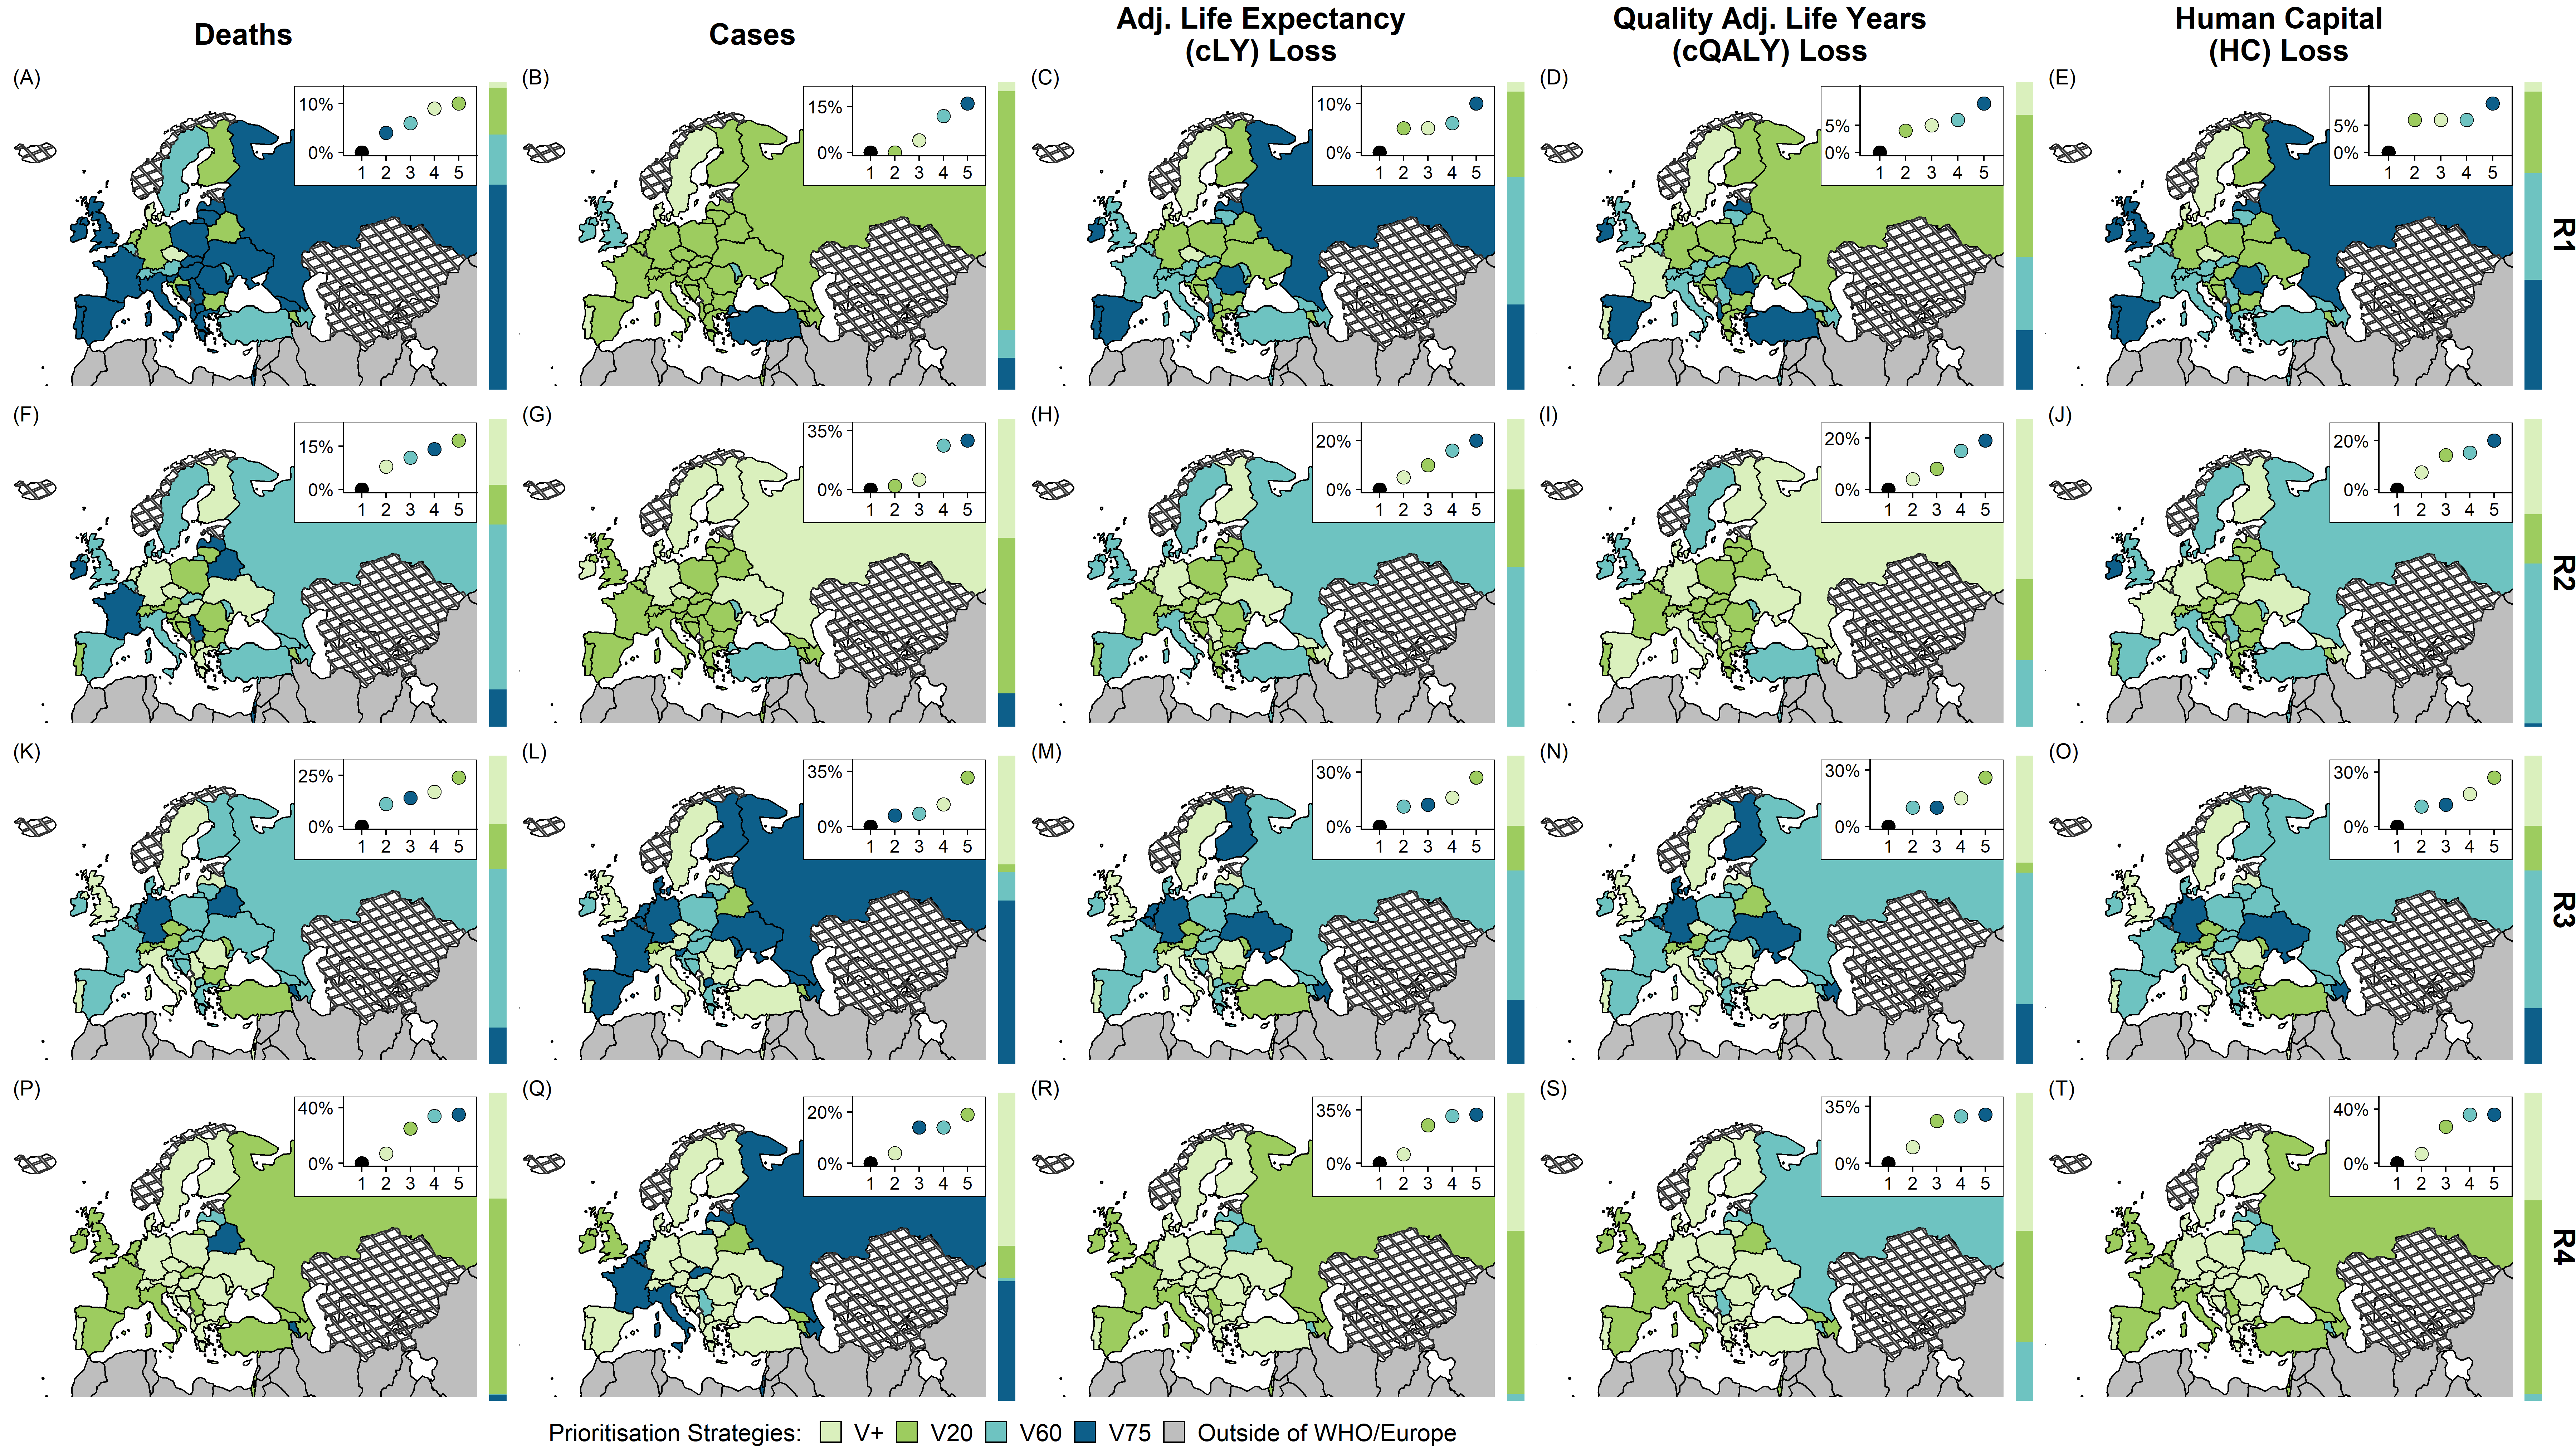 Deaths
Cases
Adj. Life Expectancy
(cLY) Loss
Quality Adj. Life Years
(cQALY) Loss
Human Capital
(HC) Loss
(A)
10%
0%
1 2 3 4 5
(B)
15%
0%
1 2 3 4 5
(C)
10%
0%
1 2 3 4 5
(D)
5%
0%
1 2 3 4 5
(E)
5%
0%
1 2 3 4 5
R1
(F)
15%
0%
1 2 3 4 5
(G)
35%
0%
1 2 3 4 5
(H)
20%
0%
1 2 3 4 5
(I)
20%
0%
1 2 3 4 5
(J)
20%
0%
1 2 3 4 5
R2
(K)
25%
0%
1 2 3 4 5
(L)
35%
0%
1 2 3 4 5
(M)
30%
0%
1 2 3 4 5
(N)
30%
0%
1 2 3 4 5
(O)
30%
0%
1 2 3 4 5
R3
(P)
40%
0%
1 2 3 4 5
(Q)
20%
0%
1 2 3 4 5
(R)
35%
0%
1 2 3 4 5
(S)
35%
0%
1 2 3 4 5
(T)
40%
0%
1 2 3 4 5
R4
Prioritisation Strategies: V+ V20 V60 V75 Outside of WHO/Europe